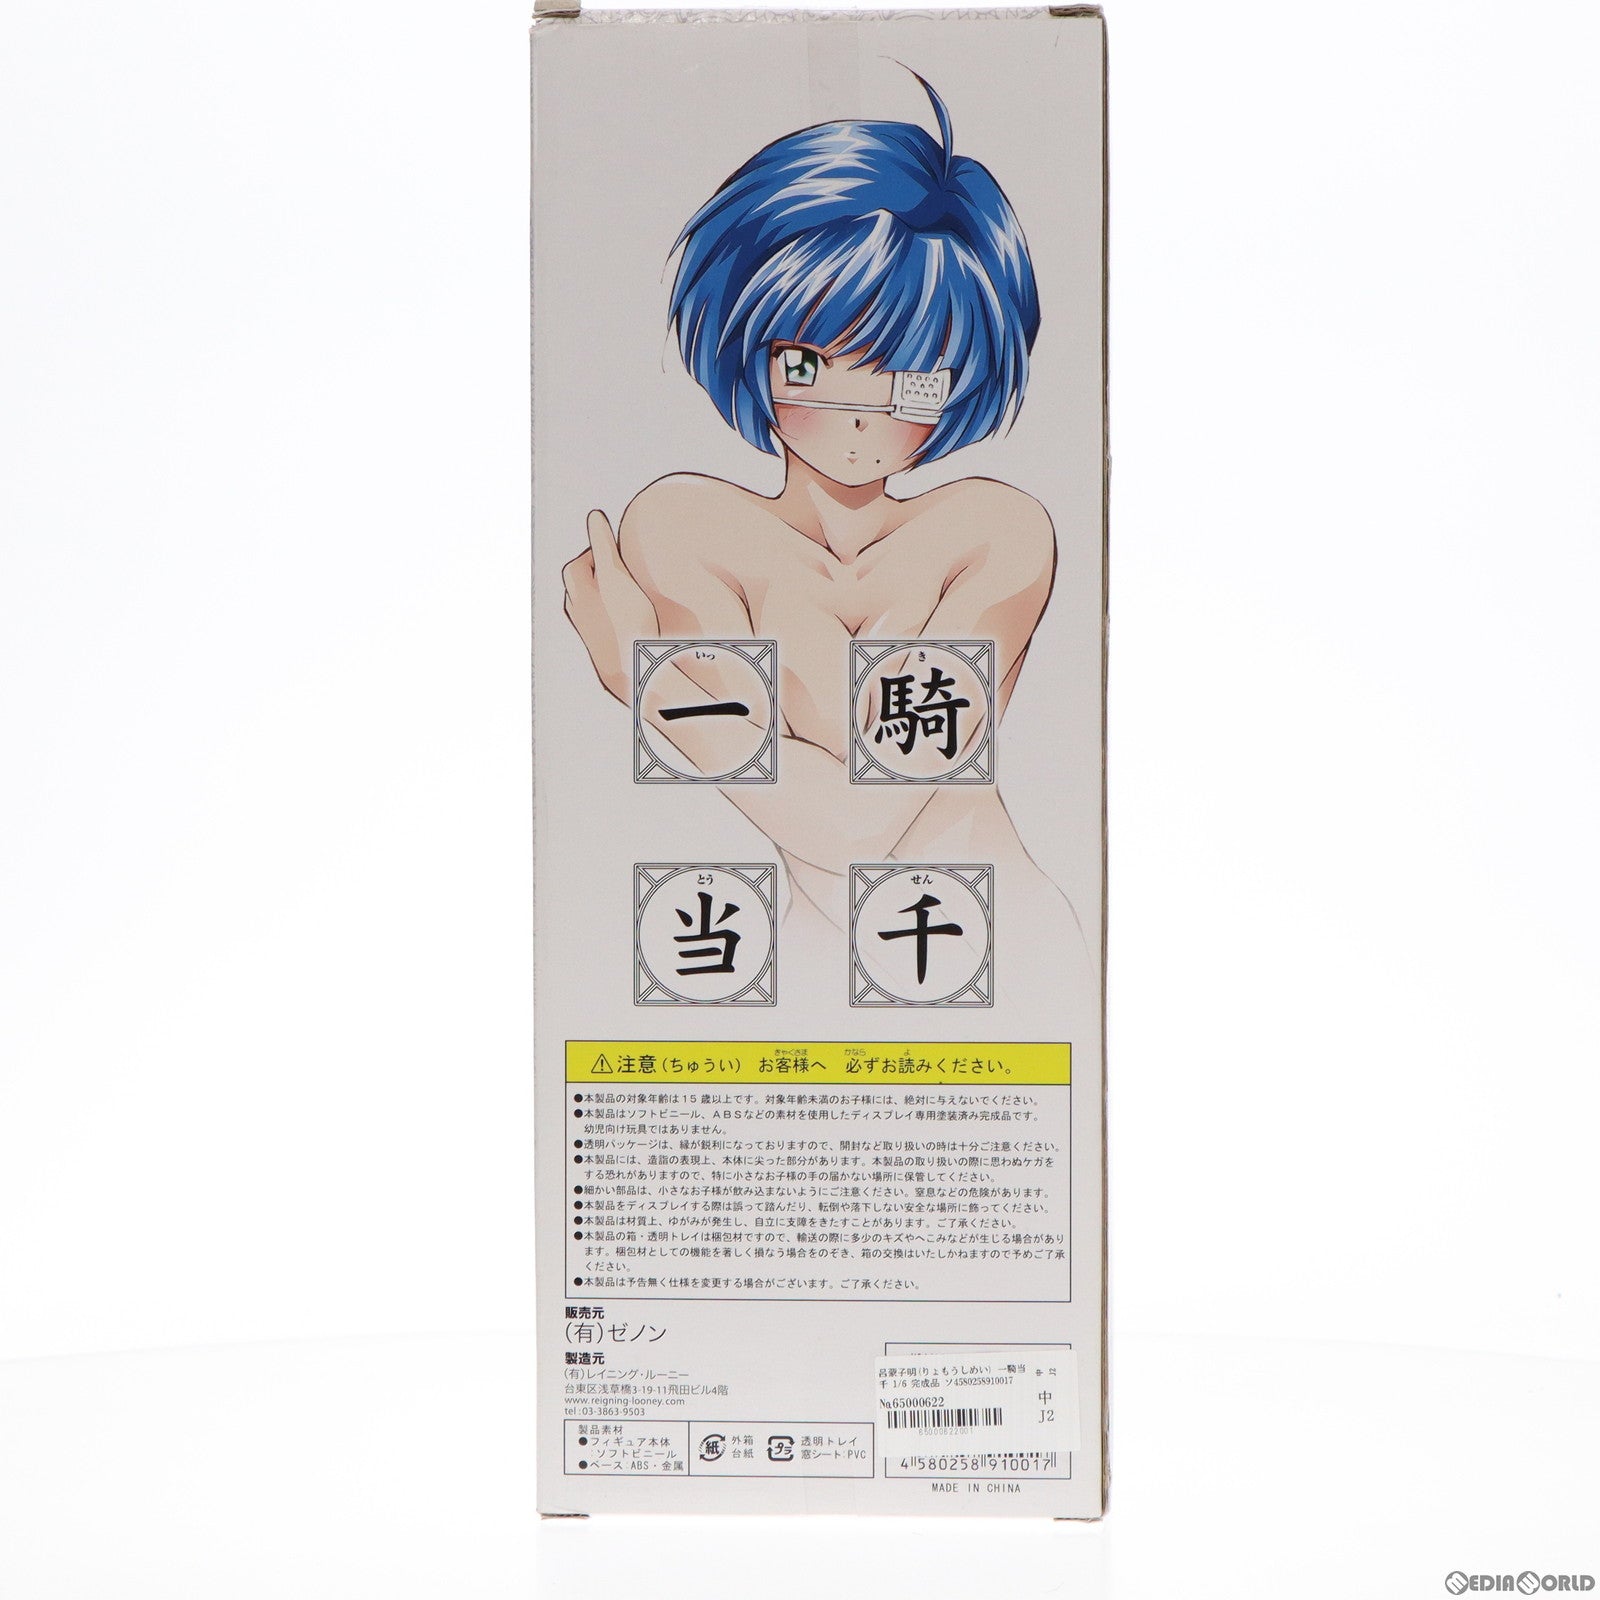 いっ
一
き
騎
とう
当
せん
千
注意(ちゅうい) お客様へ 必ずお読みください。
きゃくさま かなら よ
●本製品の対象年齢は15歳以上です。対象年齢未満のお子様には、絶対に与えないでください。
●本製品はソフトビニール、ABSなどの素材を使用したディスプレイ専用塗装済み完成品です。
幼児向け玩具ではありません。
●透明パッケージは、縁が鋭利になっておりますので、開封など取り扱いの時は十分ご注意ください。
●本製品には、造詣の表現上、本体に尖った部分があります。本製品の取り扱いの際に思わぬケガを
する恐れがありますので、特に小さなお子様の手の届かない場所に保管してください。
●細かい部品は、小さなお子様が飲み込まないようにご注意ください。窒息などの危険があります。
●本製品をディスプレイする際は誤って踏んだり、転倒や落下しない安全な場所に飾ってください。
●本製品は材質上、ゆがみが発生し、自立に支障をきたすことがあります。ご了承ください。
●本製品の箱・透明トレイは梱包材ですので、輸送の際に多少のキズやへこみなどが生じる場合があり
ます。梱包材としての機能を著しく損なう場合をのぞき、箱の交換はいたしかねますので予めご了承
ください。
●本製品は予告無く仕様を変更する場合がございます。ご了承ください。
販売元
(有)ゼノン
製造元
(有)レイニング・ルーニー
台東区浅草橋3-19-11飛田ビル4階
www.reigning-looney.com
tel:03-3863-9503
製品素材
●フィギュア本体
:ソフトビニール
●ベース:ABS・金属
紙
外箱
台紙
プラ
透明トレイ
窓シート:PVC
呂蒙子明(りょもうしめい) 一騎当
千 1/6 完成品 ソ4580258910017
№65000622
65000622001
中 J2
中
J2
4 580258 910017
MADE IN CHINA
MEDIAWORLD